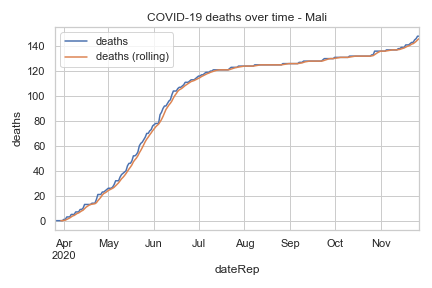 COVID-19 deaths over time - Mali
deaths
deaths (rolling)
140
120
100
80
60
40
20
0
deaths
Apr May Jun Jul Aug Sep Oct Nov
2020
dateRep